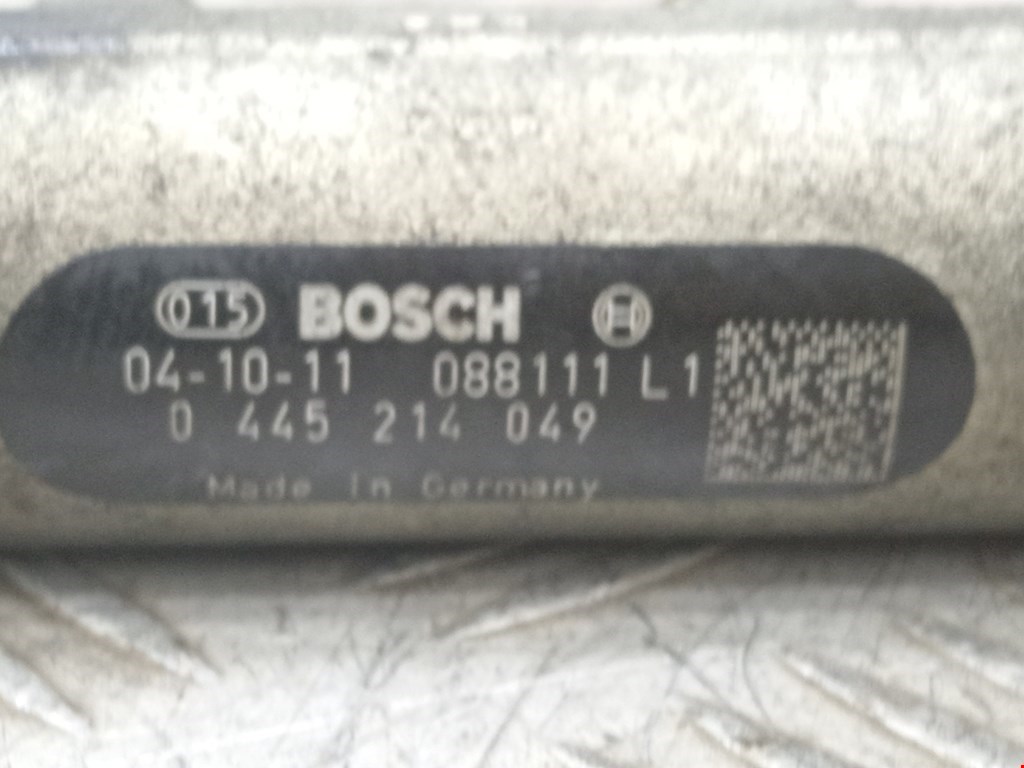 015 BOSCH
04-10-11 088111 L1
0 445 214 049
Made in Germany